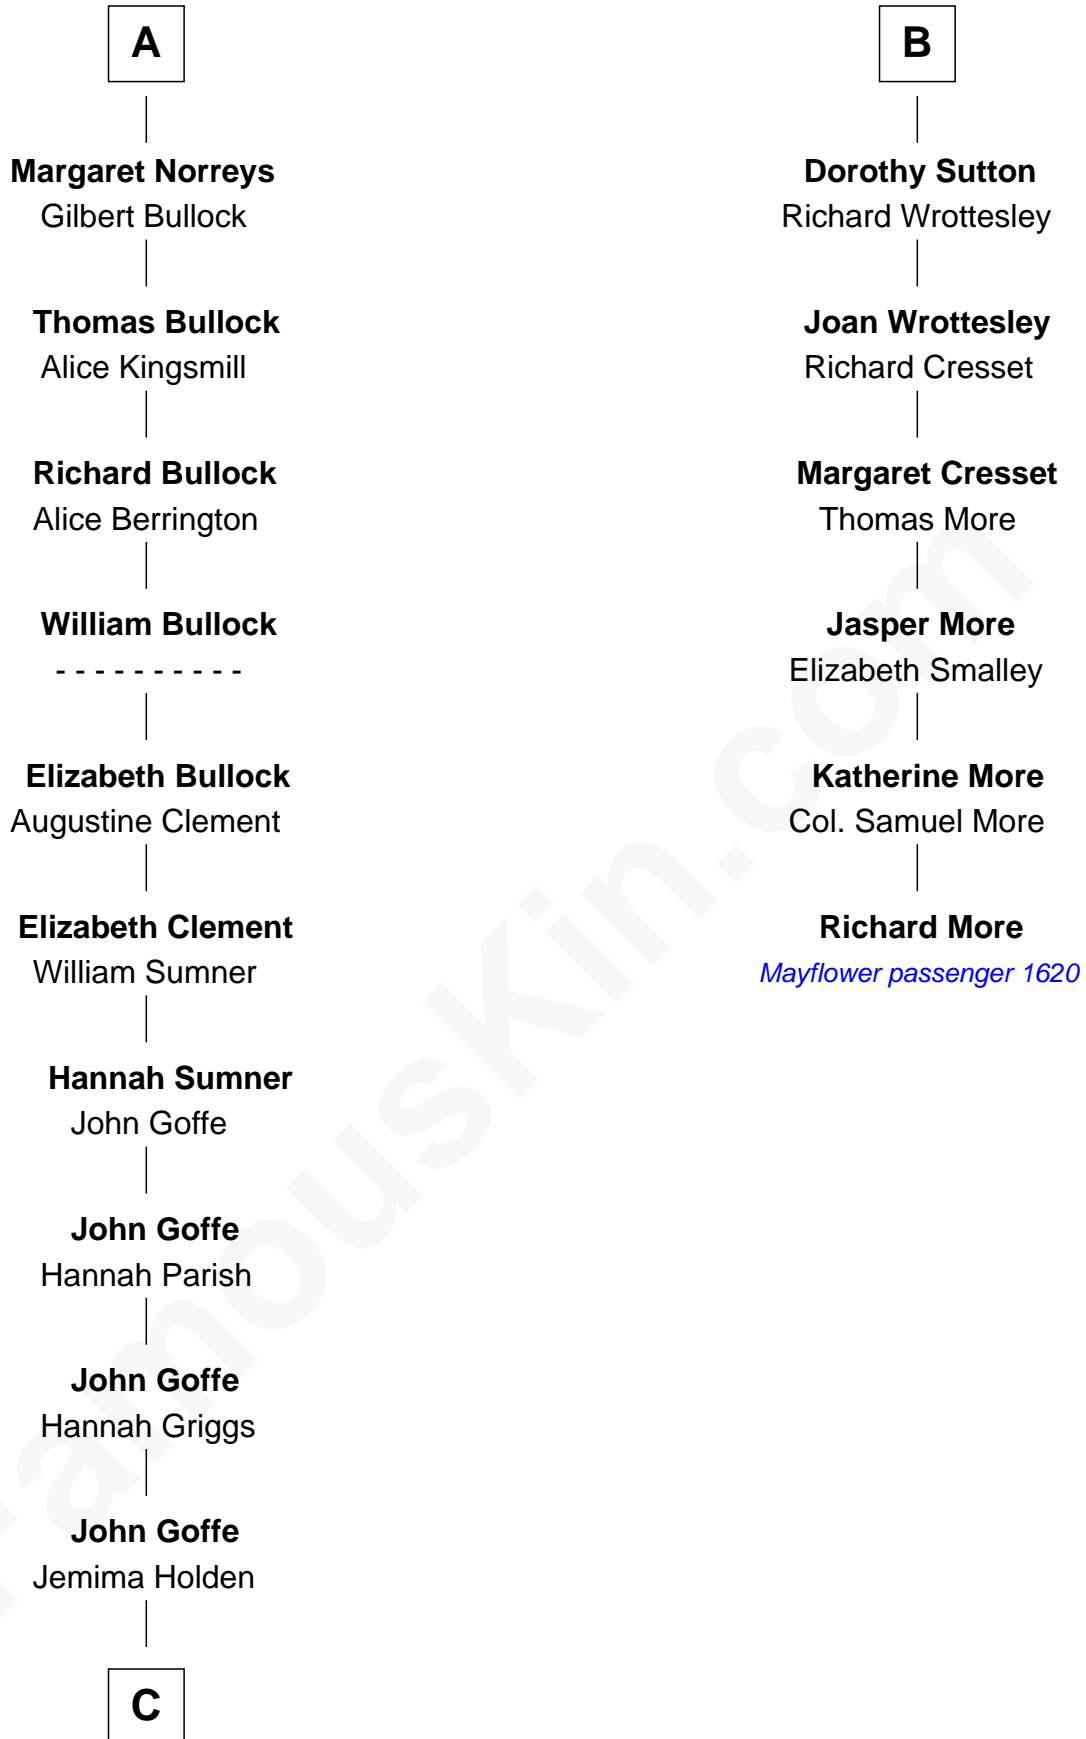 A
Margaret Norreys
Gilbert Bullock
Thomas Bullock
Alice Kingsmill
Richard Bullock
Alice Berrington
William Bullock
- - - - - - - - - -
Elizabeth Bullock
Augustine Clement
Elizabeth Clement
William Sumner
Hannah Sumner
John Goffe
John Goffe
Hannah Parish
John Goffe
Hannah Griggs
John Goffe
Jemima Holden
C
B
Dorothy Sutton
Richard Wrottesley
Joan Wrottesley
Richard Cresset
Margaret Cresset
Thomas More
Jasper More
Elizabeth Smalley
Katherine More
Col. Samuel More
Richard More
Mayflower passenger 1620
FamousKin.com